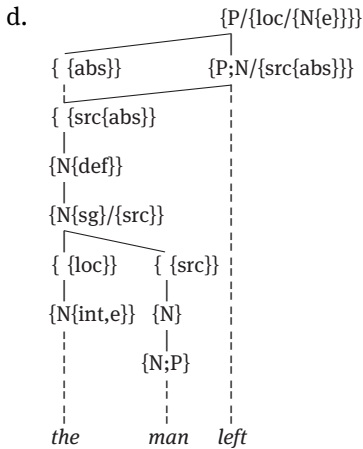 d.
{P/{loc/{N{e}}}}
{ {abs}} {P;N/{src{abs}}}
{ {src{abs}}
{N{def}}
{N{sg}/{src}}
{ {loc}} { {src}}
{N{int,e}} {N}
{N;P}
the man left